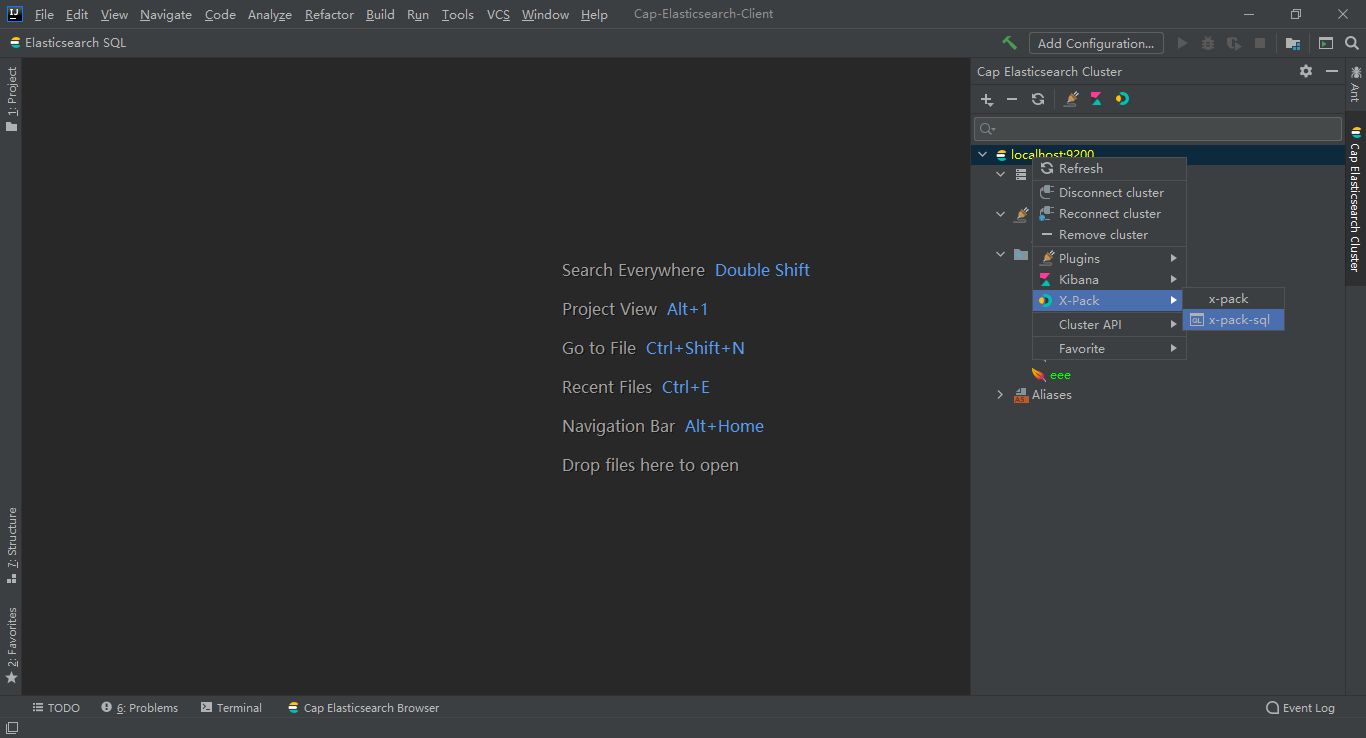 File Edit View Navigate Code Analyze Refactor Build Run Tools VCS Window Help Cap-Elasticsearch-Client
Elasticsearch SQL
Add Configuration...
1: Project
7: Structure
2: Favorites
Search Everywhere Double Shift
Project View Alt+1
Go to File Ctrl+Shift+N
Recent Files Ctrl+E
Navigation Bar Alt+Home
Drop files here to open
Cap Elasticsearch Cluster
localhost:9200
Refresh
Disconnect cluster
Reconnect cluster
Remove cluster
Plugins
Kibana
X-Pack
Cluster API
Favorite
x-pack
x-pack-sql
eee
Aliases
Ant
Cap Elasticsearch Cluster
TODO
6: Problems
Terminal
Cap Elasticsearch Browser
Event Log